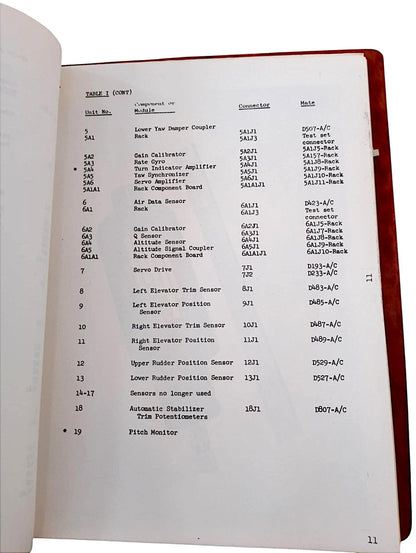 TABLE I (CONT)
Component or
Unit No. Module Connector Mate
5 Lower Yaw Damper Coupler 5A1J1 D507-A/C
5A1 Rack 5A1J3 Test set
connector
5A2J1 5A1J5-Rack
5A2 Gain Calibrator 5A3J1 5A157-Rack
5A3 Rate Gyro 5A4J1 5A1J8-Rack
* 5A4 Turn Indicator Amplifier 5A5J1 5A1J9-Rack
5A5 Yaw Synchronizer 5A6J1 5A1J10-Rack
5A6 Servo Amplifier 5A1A1J1 5A1J11-Rack
5A1A1 Rack Component Board
6 Air Data Sensor 6A1J1 D423-A/C
6A1 Rack 6A1J3 Test set
connector
6A2 Gain Calibrator 6A2J1 6A1J5-Rack
6A3 Q Sensor 6A3J1 6A1J7-Rack
6A4 Altitude Sensor 6A4J1 6A1J8-Rack
6A5 Altitude Signal Coupler 6A5J1 6A1J9-Rack
6A1A1 Rack Component Board 6A1A1J1 6A1J10-Rack
7 Servo Drive 7J1 D193-A/C
7J2 D233-A/C
8 Left Elevator Trim Sensor 8J1 D483-A/C
9 Left Elevator Position 9J1 D485-A/C
Sensor
10 Right Elevator Trim Sensor 10J1 D487-A/C
11 Right Elevator Position 11J1 D489-A/C
Sensor
12 Upper Rudder Position Sensor 12J1 D529-A/C
13 Lower Rudder Position Sensor 13J1 D527-A/C
14-17 Sensors no longer used
18 Automatic Stabilizer 18J1 D807-A/C
Trim Potentiometers
* 19 Pitch Monitor
11
11